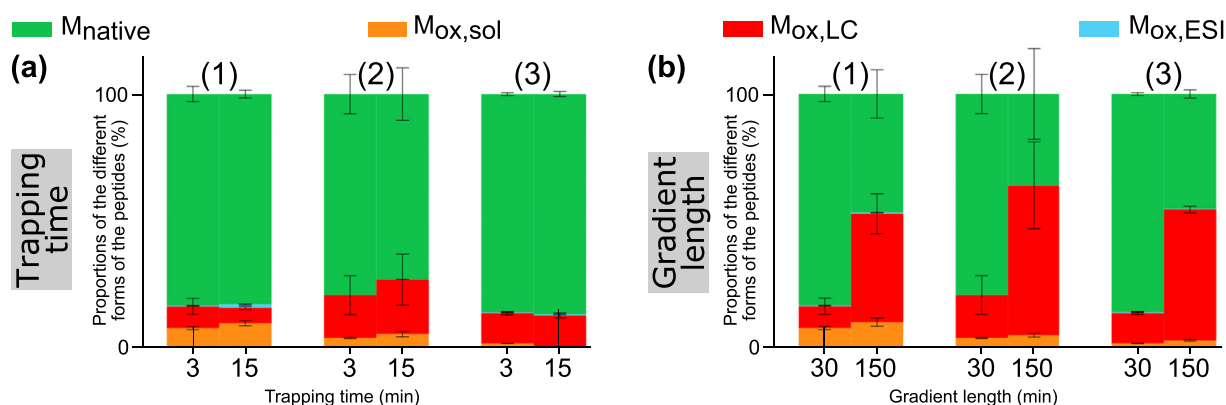 Mnative Mox,sol Mox,LC Mox,ESI
(a)
(1) (2) (3)
100
0
Trapping
time
Proportions of the different
forms of the peptides (%)
3 15 3 15 3 15
Trapping time (min)
(b)
(1) (2) (3)
100
0
Gradient
length
Proportions of the different
forms of the peptides (%)
30 150 30 150 30 150
Gradient length (min)